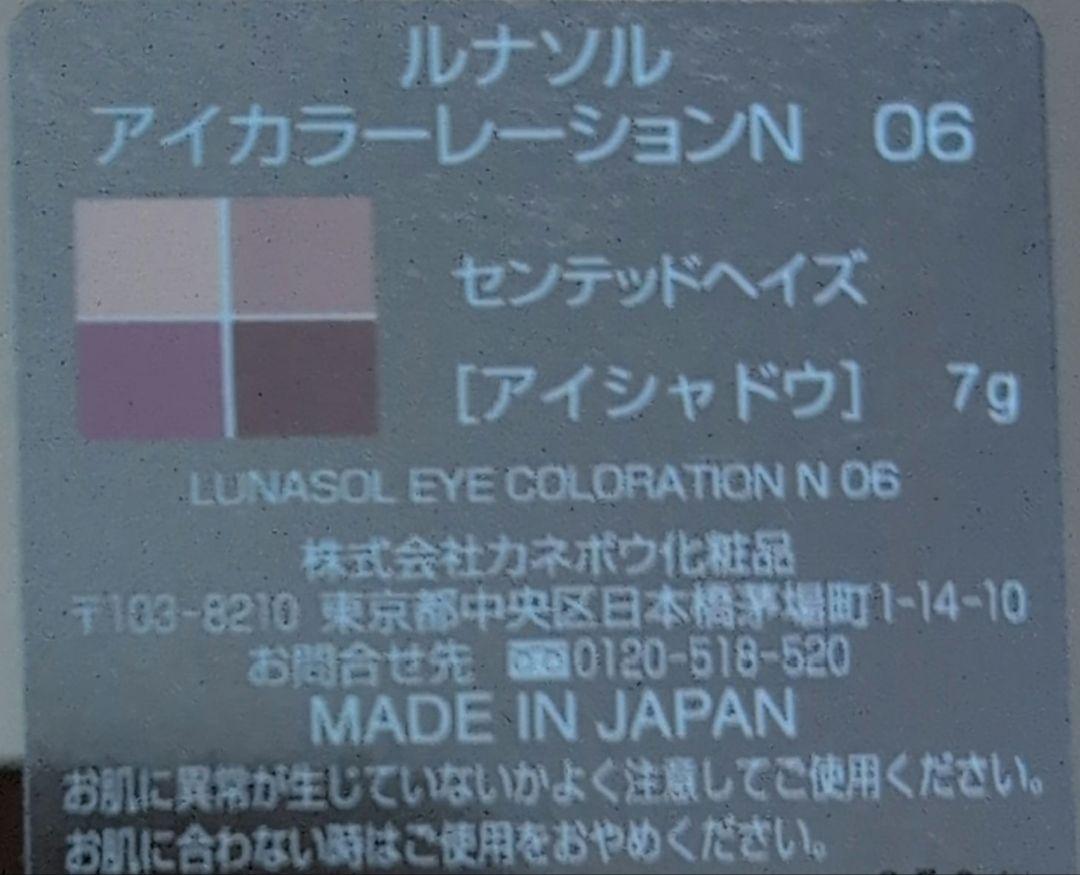 ルナソル
アイカラーレーションN 06
センテッドヘイズ
[アイシャドウ] 7g
LUNASOL EYE COLORATION N 06
株式会社カネボウ化粧品
〒103-8210 東京都中央区日本橋茅場町1-14-10
お問合せ先 0120-518-520
MADE IN JAPAN
お肌に異常が生じていないかよく注意してご使用ください。
お肌に合わない時はご使用をおやめください。